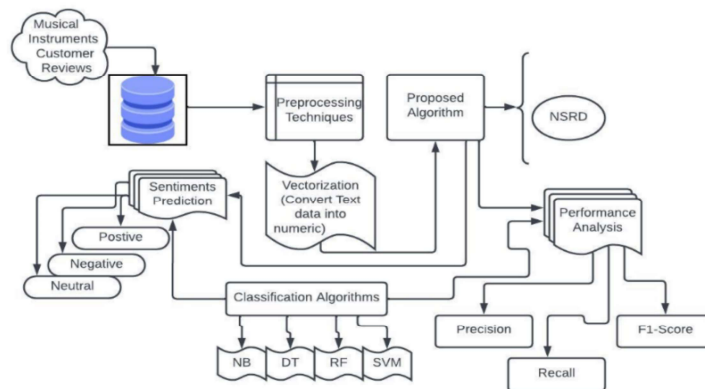 Musical
Instruments
Customer
Reviews
Preprocessing
Techniques
Proposed
Algorithm
NSRD
Vectorization
(Convert Text
data into
numeric)
Sentiments
Prediction
Postive
Negative
Neutral
Performance
Analysis
Classification Algorithms
NB
DT
RF
SVM
Precision
Recall
F1-Score